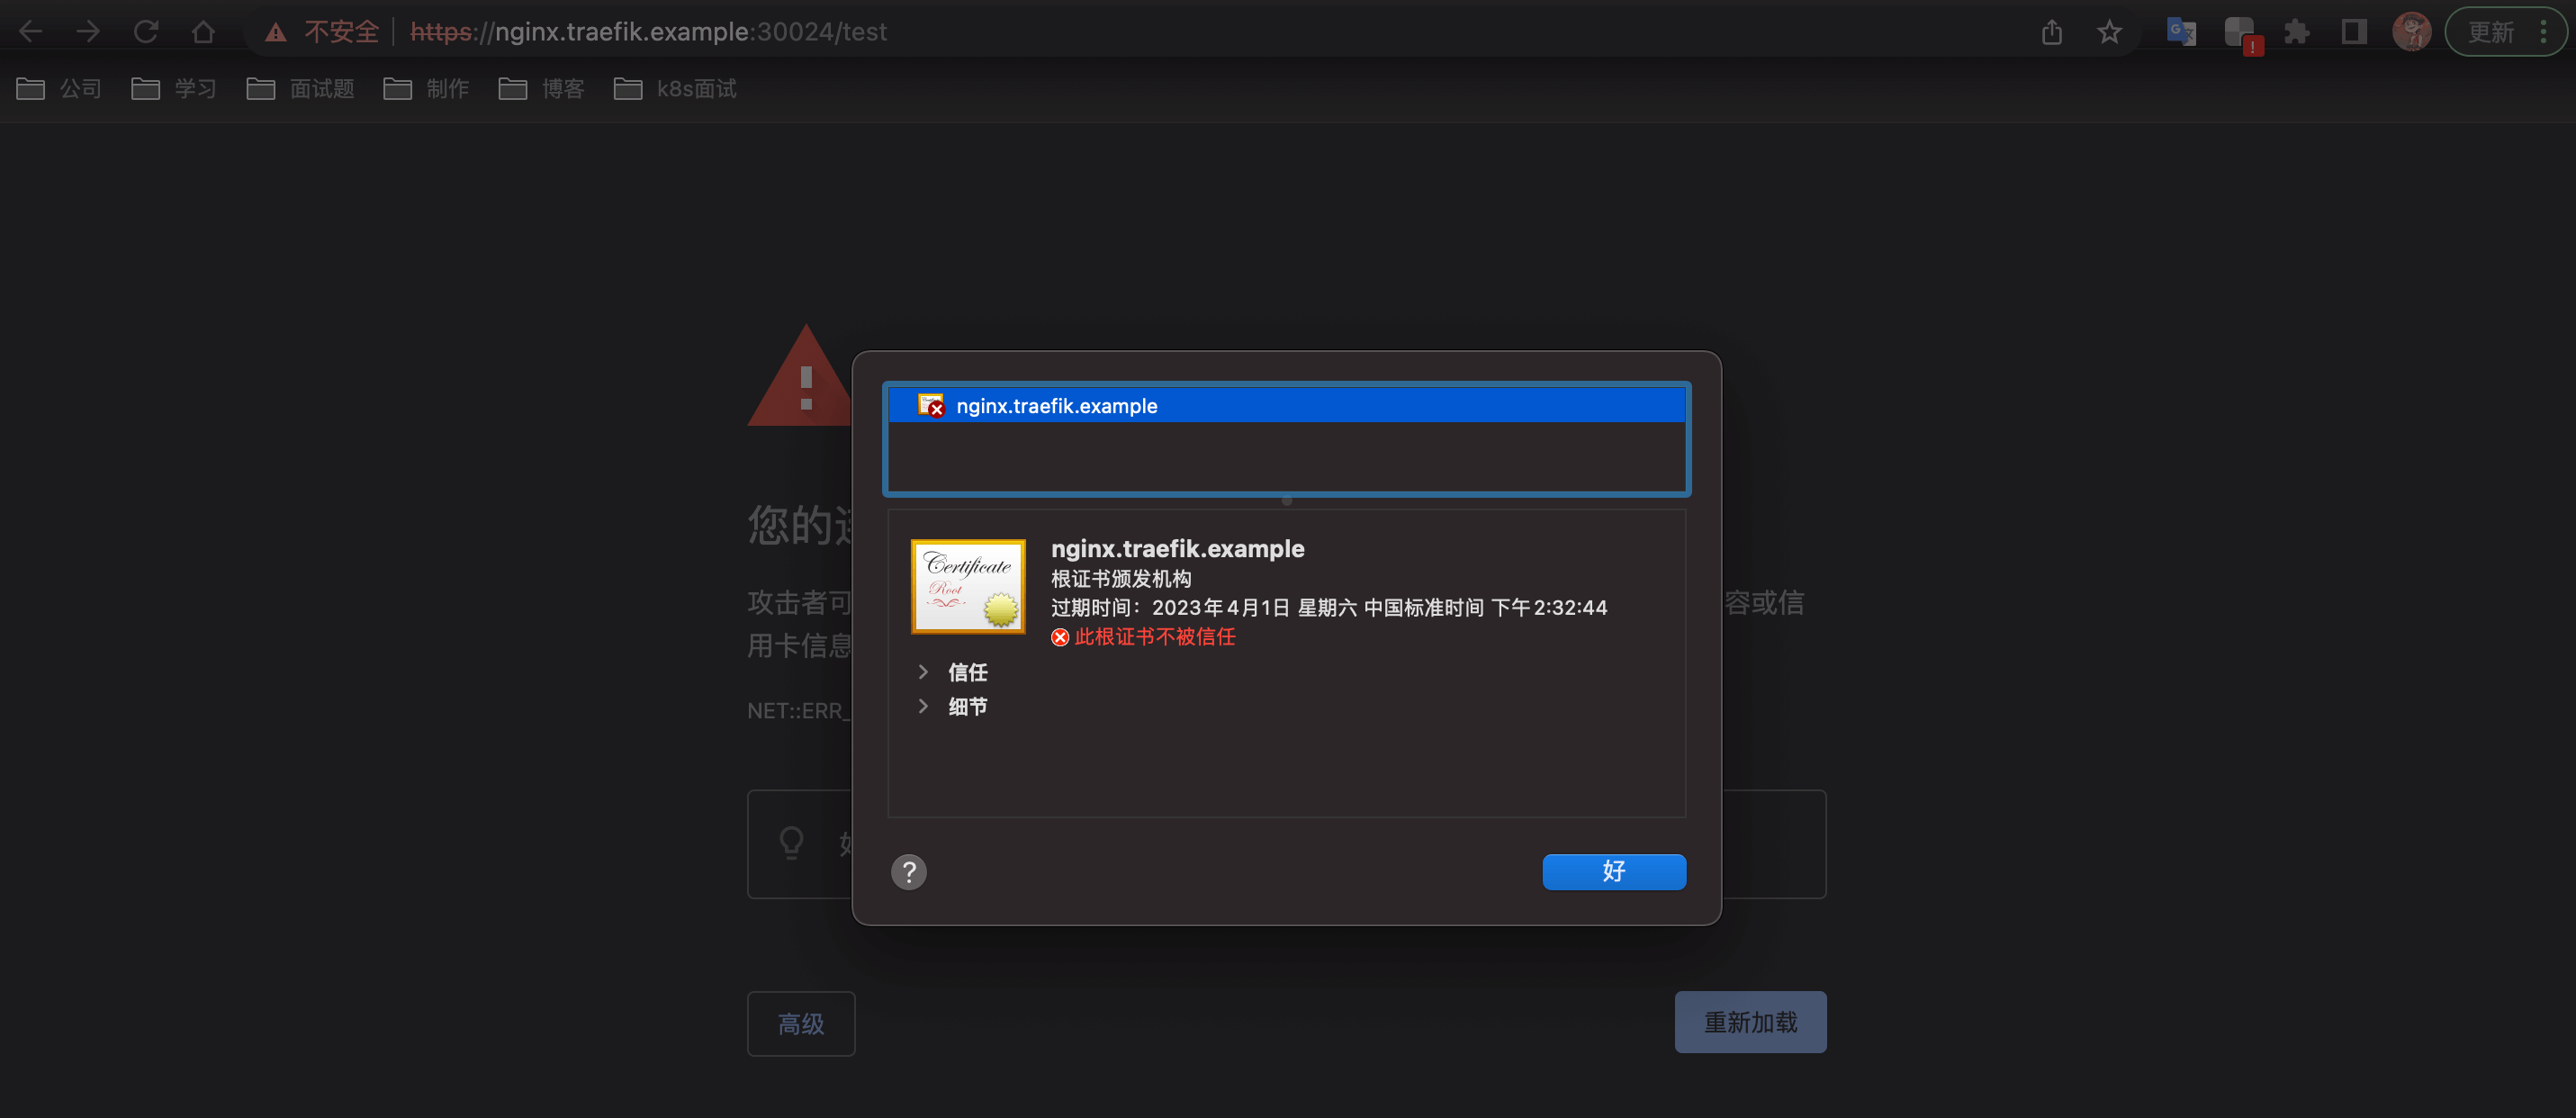 不安全 https://nginx.traefik.example:30024/test 更新
公司 学习 面试题 制作 博客 k8s面试
nginx.traefik.example
您的
Certificate
Root
nginx.traefik.example
根证书颁发机构
攻击者可
容或信
过期时间：2023年4月1日 星期六 中国标准时间 下午2:32:44
用卡信息
此根证书不被信任
信任
NET::ERR_
细节
?
好
高级
重新加载